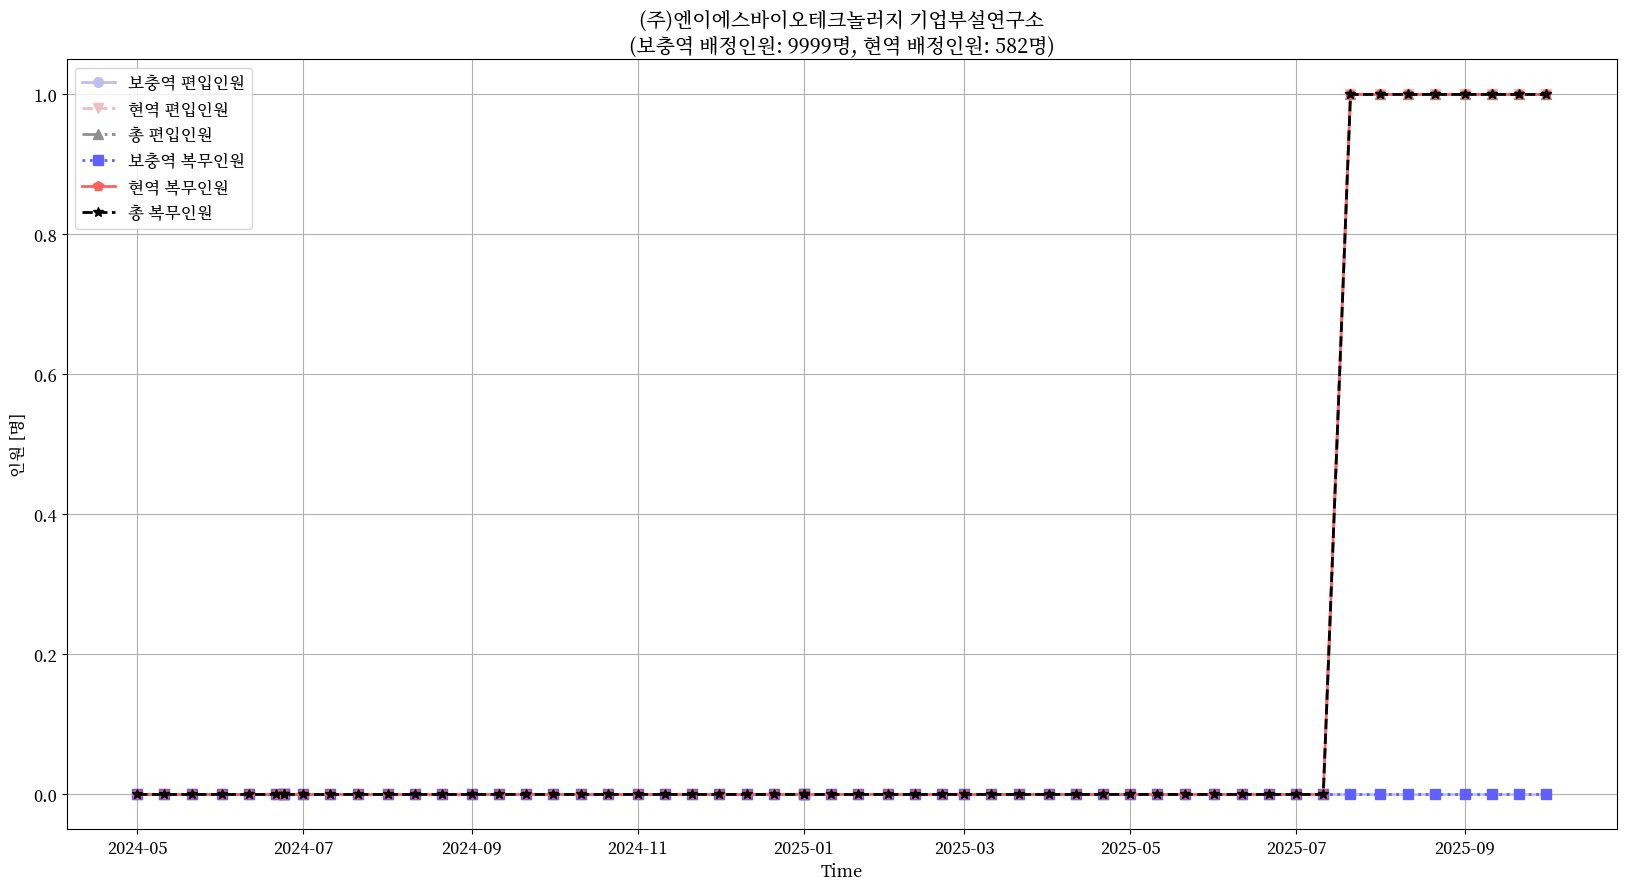 (주)엔이에스바이오테크놀러지 기업부설연구소
(보충역 배정인원: 9999명, 현역 배정인원: 582명)
보충역 편입인원
현역 편입인원
총 편입인원
보충역 복무인원
현역 복무인원
총 복무인원
인원 [명]
1.0
0.8
0.6
0.4
0.2
0.0
2024-05 2024-07 2024-09 2024-11 2025-01 2025-03 2025-05 2025-07 2025-09
Time